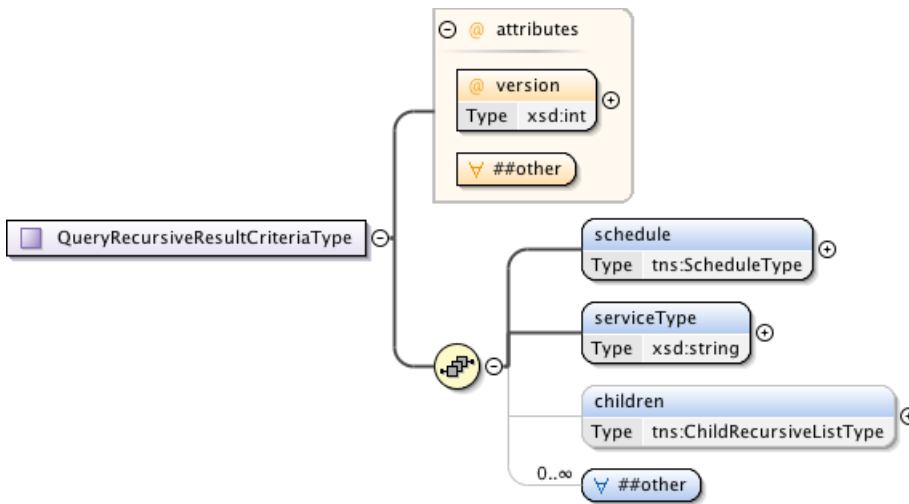 @ attributes
@ version
Type xsd:int
∀ ##other
QueryRecursiveResultCriteriaType
schedule
Type tns:ScheduleType
serviceType
Type xsd:string
children
Type tns:ChildRecursiveListType
0..∞
∀ ##other